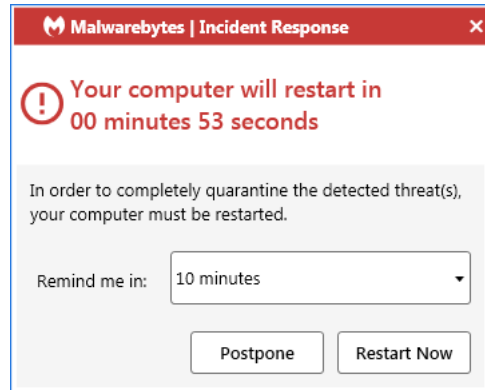 Malwarebytes | Incident Response
Your computer will restart in
00 minutes 53 seconds
In order to completely quarantine the detected threat(s),
your computer must be restarted.
Remind me in: 10 minutes
Postpone Restart Now